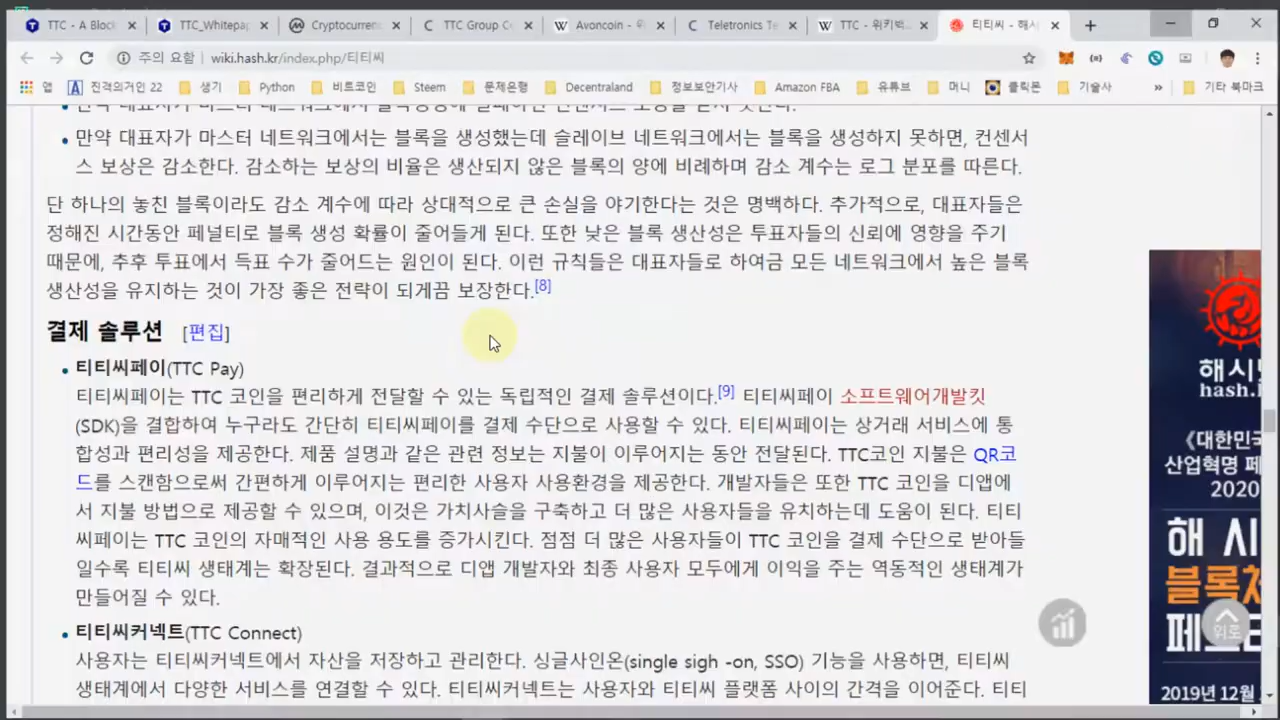 TTC - A Block
TTC_Whitepap
Cryptocurren
TTC Group Co
Avoncoin - 위
Teletronics Te
TTC - 위키백
티티씨 - 해시
주의 요함
wiki.hash.kr/index.php/티티씨
앱
진격의거인 22
생기
Python
비트코인
Steem
문제은행
Decentraland
정보보안기사
Amazon FBA
유튜브
머니
클릭몬
기술사
»
기타 북마크
만약 대표자가 마스터 네트워크에서는 블록을 생성했는데 슬레이브 네트워크에서는 블록을 생성하지 못하면, 컨센서
스 보상은 감소한다. 감소하는 보상의 비율은 생산되지 않은 블록의 양에 비례하며 감소 계수는 로그 분포를 따른다.
단 하나의 놓친 블록이라도 감소 계수에 따라 상대적으로 큰 손실을 야기한다는 것은 명백하다. 추가적으로, 대표자들은
정해진 시간동안 페널티로 블록 생성 확률이 줄어들게 된다. 또한 낮은 블록 생산성은 투표자들의 신뢰에 영향을 주기
때문에, 추후 투표에서 득표 수가 줄어드는 원인이 된다. 이런 규칙들은 대표자들로 하여금 모든 네트워크에서 높은 블록
생산성을 유지하는 것이 가장 좋은 전략이 되게끔 보장한다.[8]
결제 솔루션 [편집]
티티씨페이(TTC Pay)
티티씨페이는 TTC 코인을 편리하게 전달할 수 있는 독립적인 결제 솔루션이다.[9] 티티씨페이 소프트웨어개발킷
(SDK)을 결합하여 누구라도 간단히 티티씨페이를 결제 수단으로 사용할 수 있다. 티티씨페이는 상거래 서비스에 통
합성과 편리성을 제공한다. 제품 설명과 같은 관련 정보는 지불이 이루어지는 동안 전달된다. TTC코인 지불은 QR코
드를 스캔함으로써 간편하게 이루어지는 편리한 사용자 사용환경을 제공한다. 개발자들은 또한 TTC 코인을 디앱에
서 지불 방법으로 제공할 수 있으며, 이것은 가치사슬을 구축하고 더 많은 사용자들을 유치하는데 도움이 된다. 티티
씨페이는 TTC 코인의 자매적인 사용 용도를 증가시킨다. 점점 더 많은 사용자들이 TTC 코인을 결제 수단으로 받아들
일수록 티티씨 생태계는 확장된다. 결과적으로 디앱 개발자와 최종 사용자 모두에게 이익을 주는 역동적인 생태계가
만들어질 수 있다.
티티씨커넥트(TTC Connect)
사용자는 티티씨커넥트에서 자산을 저장하고 관리한다. 싱글사인온(single sigh -on, SSO) 기능을 사용하면, 티티씨
생태계에서 다양한 서비스를 연결할 수 있다. 티티씨커넥트는 사용자와 티티씨 플랫폼 사이의 간격을 이어준다. 티티
해시
hash.
《대한민국
산업혁명 페
2020
해 시
블록
페스
2019년 12월
위로